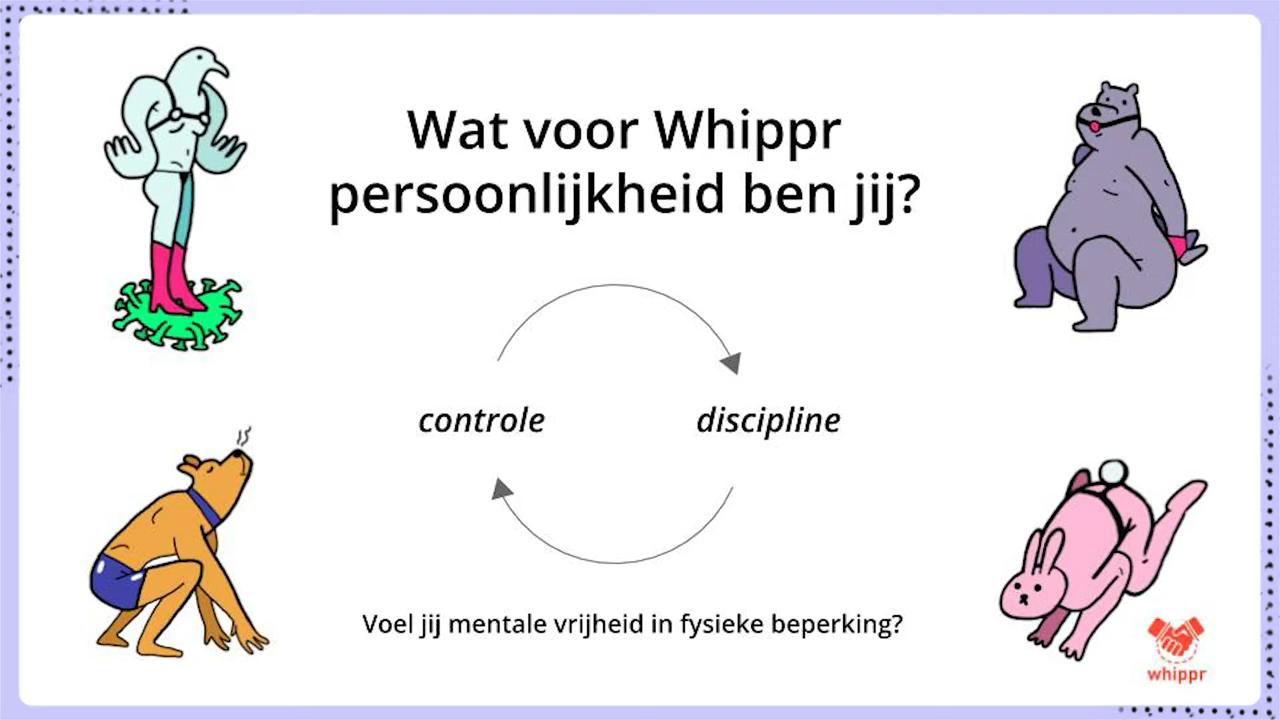 Wat voor Whippr
persoonlijkheid ben jij?
controle
discipline
Voel jij mentale vrijheid in fysieke beperking?
whippr